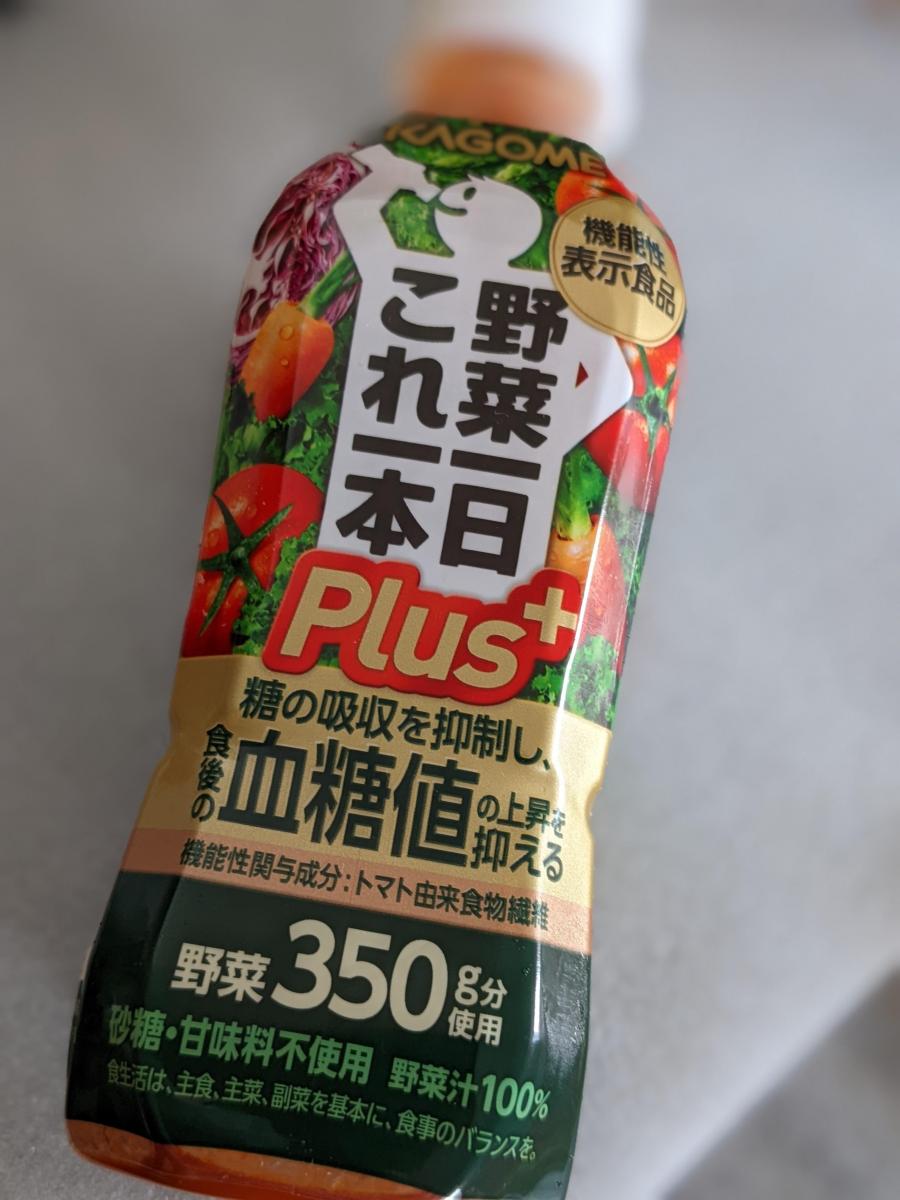 KAGOME
機能性
表示食品
野菜一日
これ一本
Plus+
糖の吸収を抑制し、
食後の血糖値の上昇を抑える
機能性関与成分:トマト由来食物繊維
野菜350g分使用
砂糖・甘味料不使用 野菜汁100%
食生活は、主食、主菜、副菜を基本に、食事のバランスを。